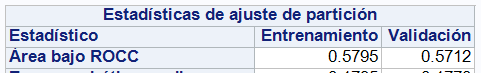 Estadísticas de ajuste de partición
Estadístico Entrenamiento Validación
Área bajo ROCC 0.5795 0.5712